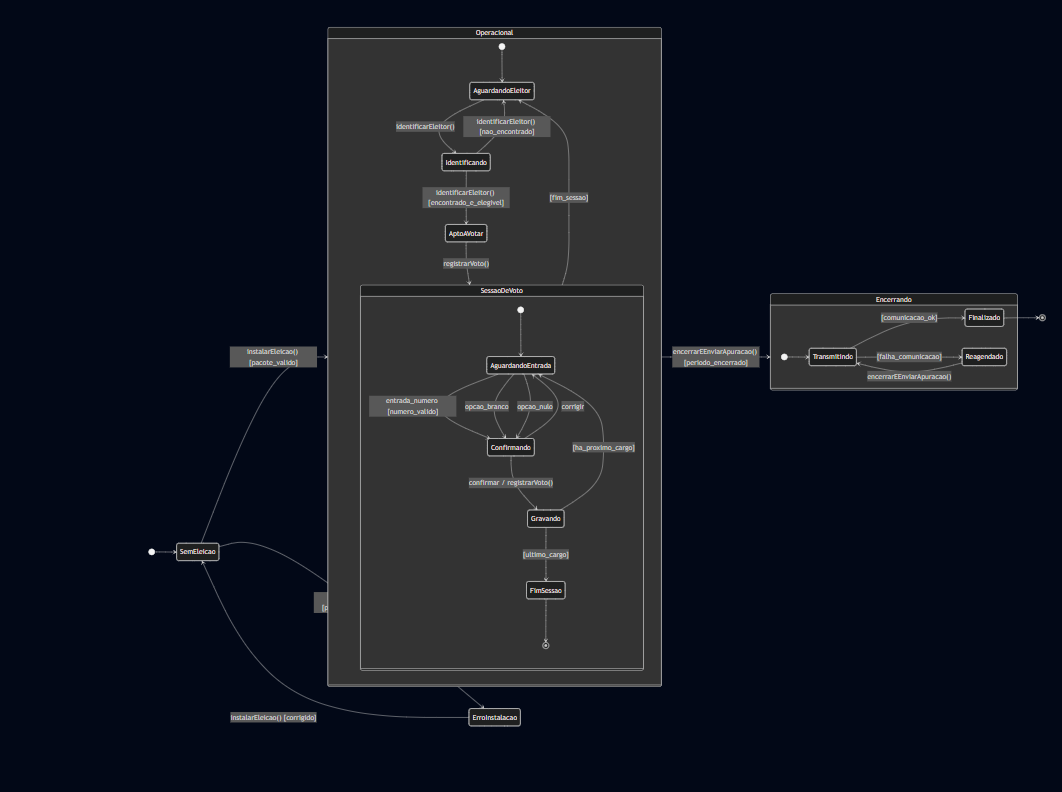 Operacional
AguardandoEleitor
identificarEleitor()
identificarEleitor()
[nao_encontrado]
Identificando
identificarEleitor()
[encontrado_e_elegivel]
[fim_sessao]
AptoAVotar
registrarVoto()
SessaoDeVoto
Encerrando
[comunicacao_ok]
Finalizado
instalarEleicao()
[pacote_valido]
encerrarEEnviarApuracao()
[periodo_encerrado]
Transmitindo
[falha_comunicacao]
Reagendado
encerrarEEnviarApuracao()
AguardandoEntrada
entrada_numero
[numero_valido]
opcao_branco
opcao_nulo
corrigir
Confirmando
[ha_proximo_cargo]
confirmar / registrarVoto()
Gravando
SemEleicao
[ultimo_cargo]
FimSessao
instalarEleicao() [corrigido]
ErroInstalacao